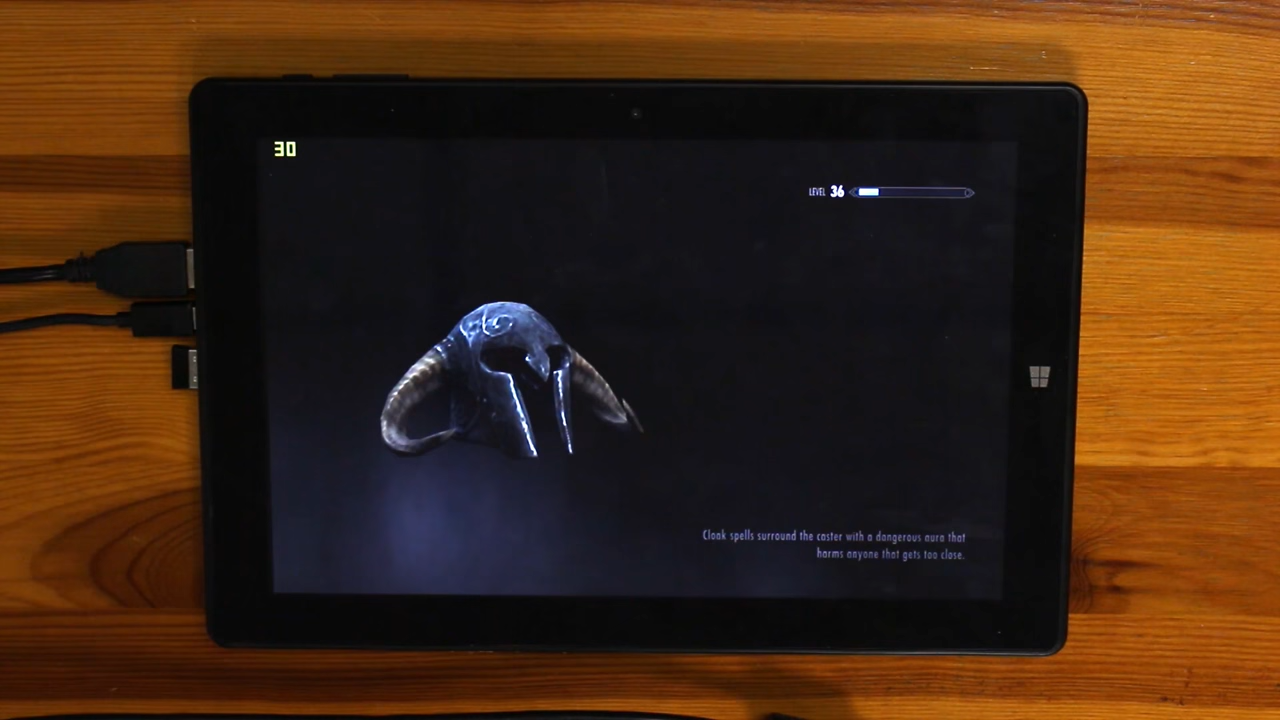 30
LEVEL 36
Cloak spells surround the caster with a dangerous aura that
harms anyone that gets too close.